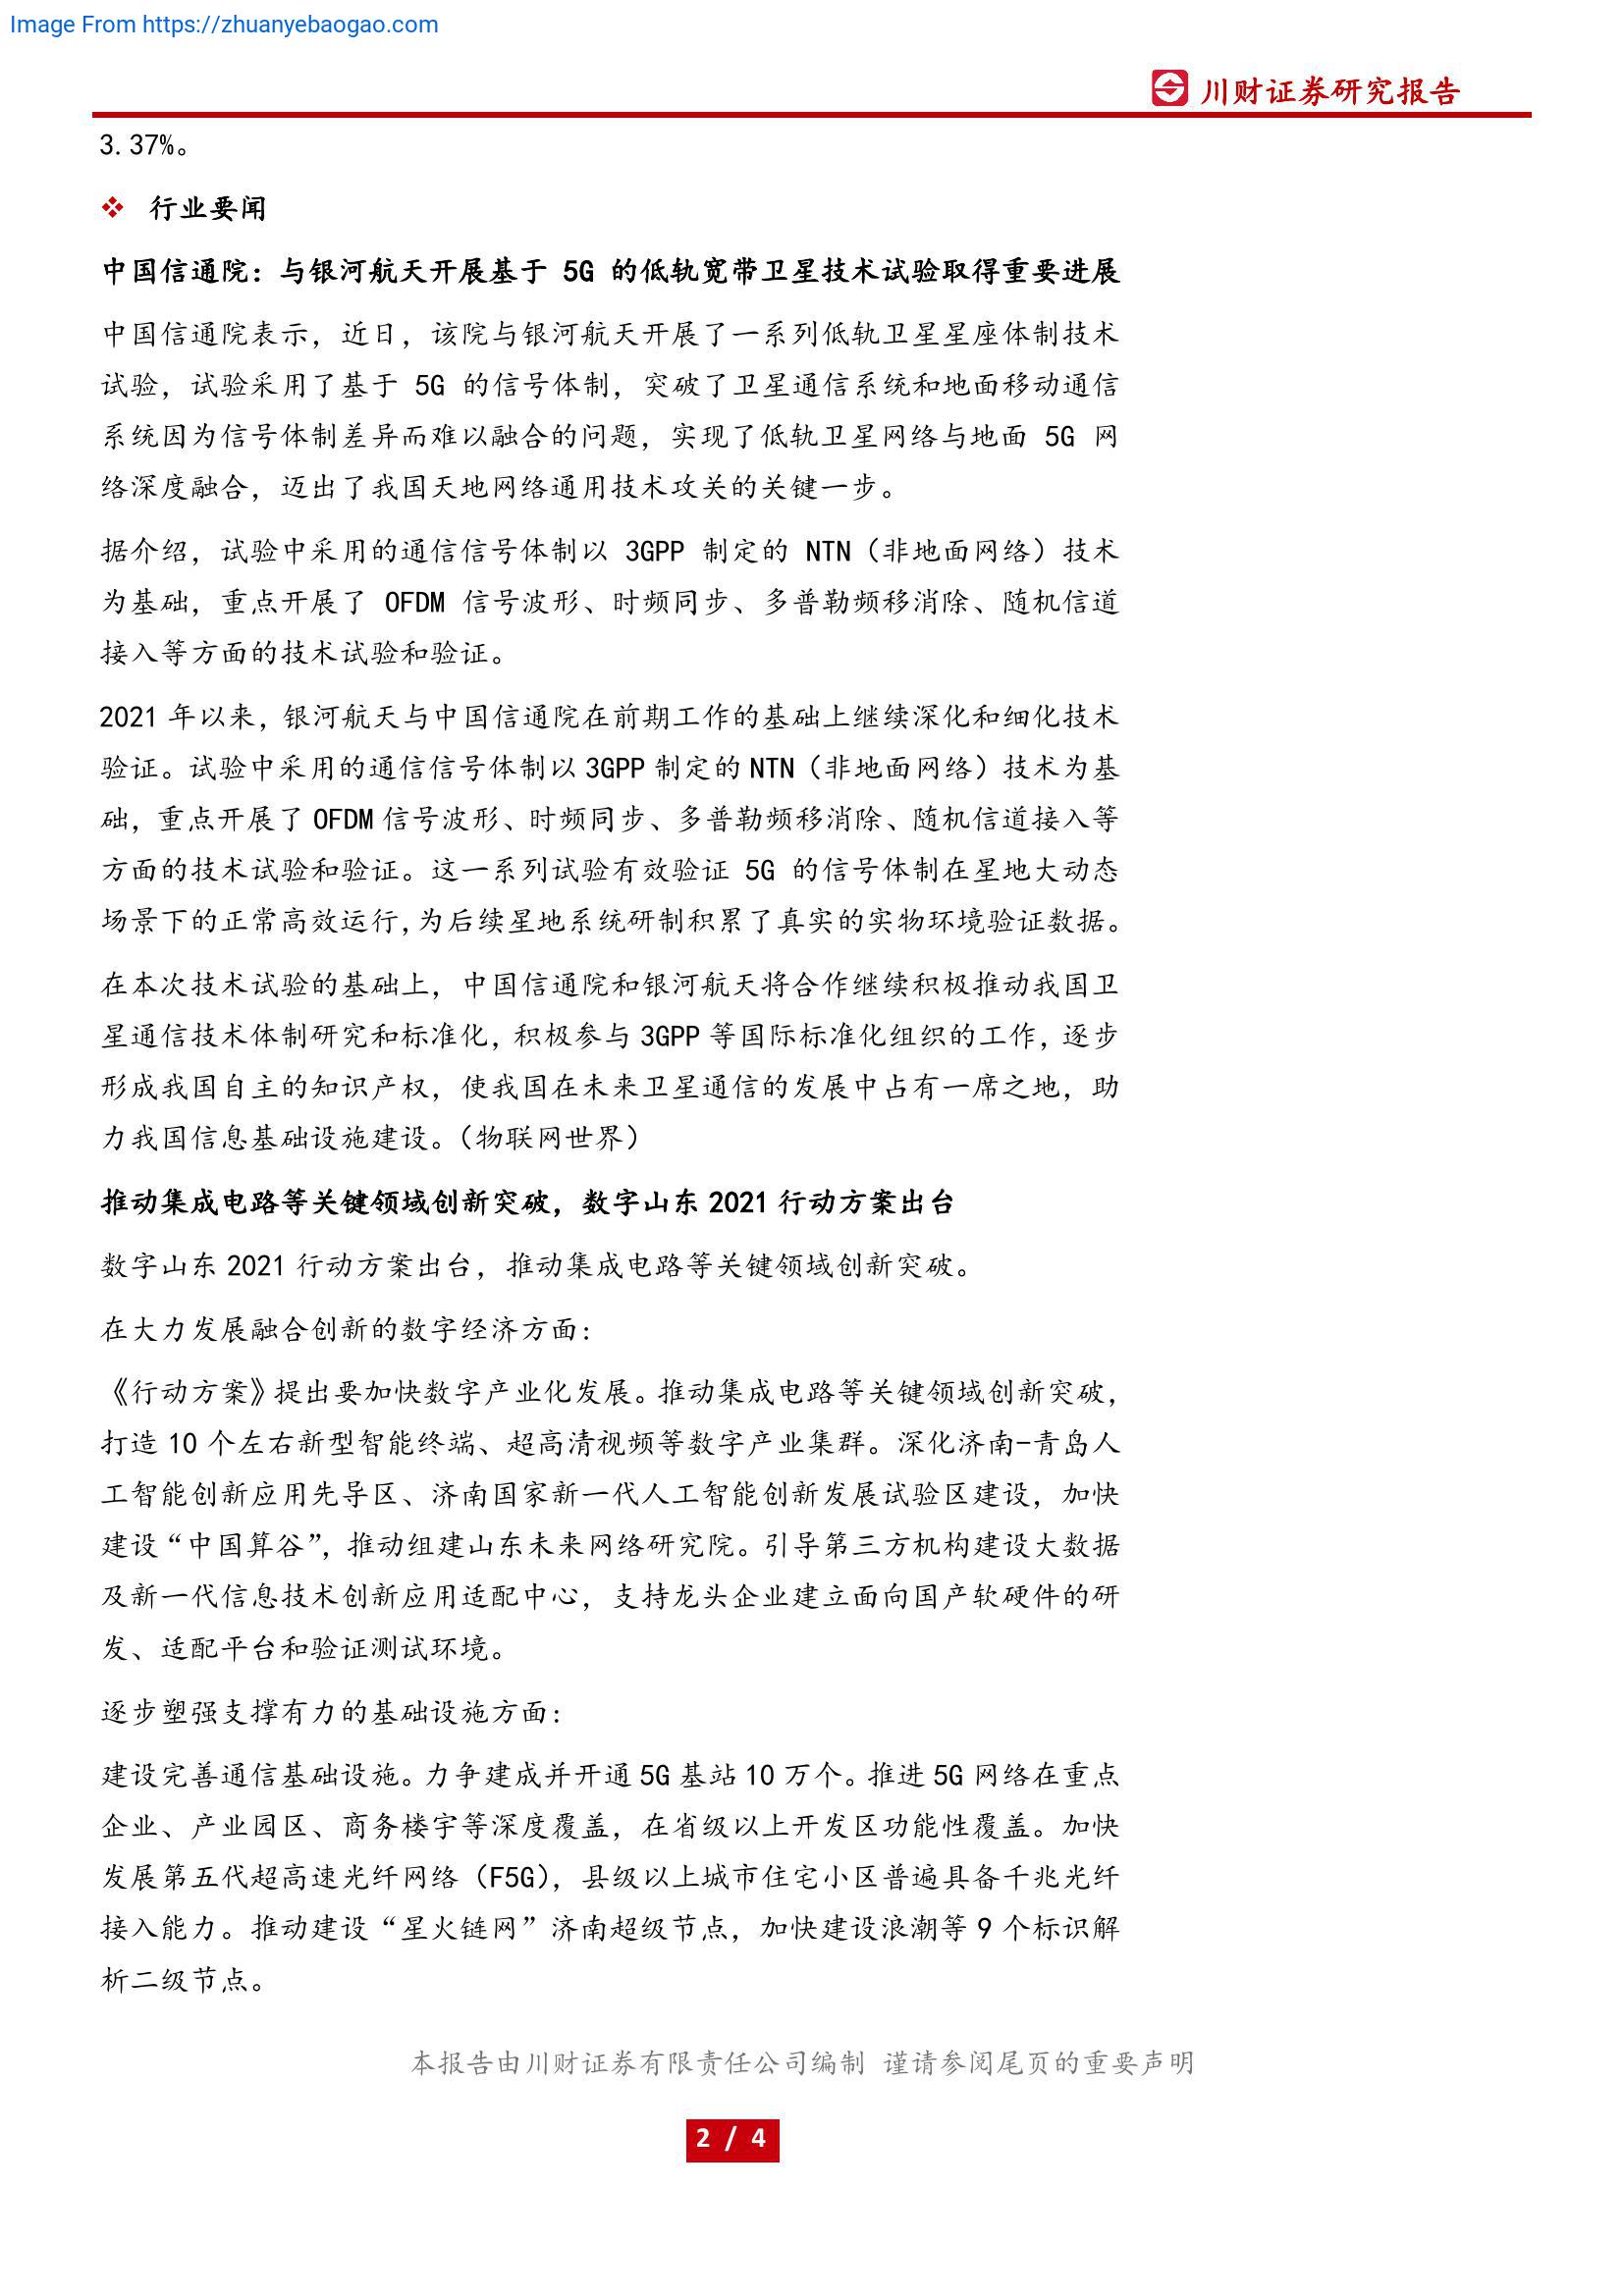 Image From https://zhuanyebaogao.com
川财证券研究报告
3.37%。
行业要闻
中国信通院：与银河航天开展基于 5G 的低轨宽带卫星技术试验取得重要进展
中国信通院表示，近日，该院与银河航天开展了一系列低轨卫星星座体制技术
试验，试验采用了基于 5G 的信号体制，突破了卫星通信系统和地面移动通信
系统因为信号体制差异而难以融合的问题，实现了低轨卫星网络与地面 5G 网
络深度融合，迈出了我国天地网络通用技术攻关的关键一步。
据介绍，试验中采用的通信信号体制以 3GPP 制定的 NTN（非地面网络）技术
为基础，重点开展了 OFDM 信号波形、时频同步、多普勒频移消除、随机信道
接入等方面的技术试验和验证。
2021 年以来，银河航天与中国信通院在前期工作的基础上继续深化和细化技术
验证。试验中采用的通信信号体制以 3GPP 制定的 NTN（非地面网络）技术为基
础，重点开展了 OFDM 信号波形、时频同步、多普勒频移消除、随机信道接入等
方面的技术试验和验证。这一系列试验有效验证 5G 的信号体制在星地大动态
场景下的正常高效运行，为后续星地系统研制积累了真实的实物环境验证数据。
在本次技术试验的基础上，中国信通院和银河航天将合作继续积极推动我国卫
星通信技术体制研究和标准化，积极参与 3GPP 等国际标准化组织的工作，逐步
形成我国自主的知识产权，使我国在未来卫星通信的发展中占有一席之地，助
力我国信息基础设施建设。（物联网世界）
推动集成电路等关键领域创新突破，数字山东 2021 行动方案出台
数字山东 2021 行动方案出台，推动集成电路等关键领域创新突破。
在大力发展融合创新的数字经济方面：
《行动方案》提出要加快数字产业化发展。推动集成电路等关键领域创新突破，
打造 10 个左右新型智能终端、超高清视频等数字产业集群。深化济南-青岛人
工智能创新应用先导区、济南国家新一代人工智能创新发展试验区建设，加快
建设“中国算谷”，推动组建山东未来网络研究院。引导第三方机构建设大数据
及新一代信息技术创新应用适配中心，支持龙头企业建立面向国产软硬件的研
发、适配平台和验证测试环境。
逐步塑强支撑有力的基础设施方面：
建设完善通信基础设施。力争建成并开通 5G 基站 10 万个。推进 5G 网络在重点
企业、产业园区、商务楼宇等深度覆盖，在省级以上开发区功能性覆盖。加快
发展第五代超高速光纤网络（F5G），县级以上城市住宅小区普遍具备千兆光纤
接入能力。推动建设“星火链网”济南超级节点，加快建设浪潮等 9 个标识解
析二级节点。
本报告由川财证券有限责任公司编制 谨请参阅尾页的重要声明
2 / 4